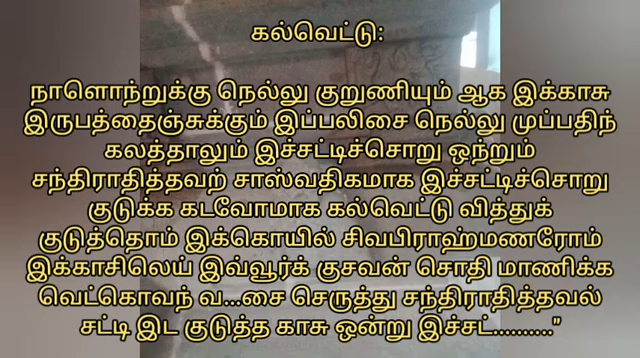 கல்வெட்டு:
நாளொற்றுக்கு நெல்லு குறுணியும் ஆக இக்காசு
இருபத்தைஞ்சுக்கும் இப்பலிசை நெல்லு முப்பதிந்
கலத்தாலும் இச்சட்டிச்சொறு ஒற்றும்
சந்திராதித்தவற் சாஸ்வதிகமாக இச்சட்டிச்சொறு
குடுக்க கடவோமாக கல்வெட்டு வித்துக்
குடுத்தொம் இக்கொயில் சிவபிராஹ்மணரோம்
இக்காசிலெய் இவ்வூர்க் குசவன் சொதி மாணிக்க
வெட்கொவந் வ...சை செருத்து சந்திராதித்தவல்
சட்டி இட குடுத்த காசு ஒன்று இச்சட்..........”